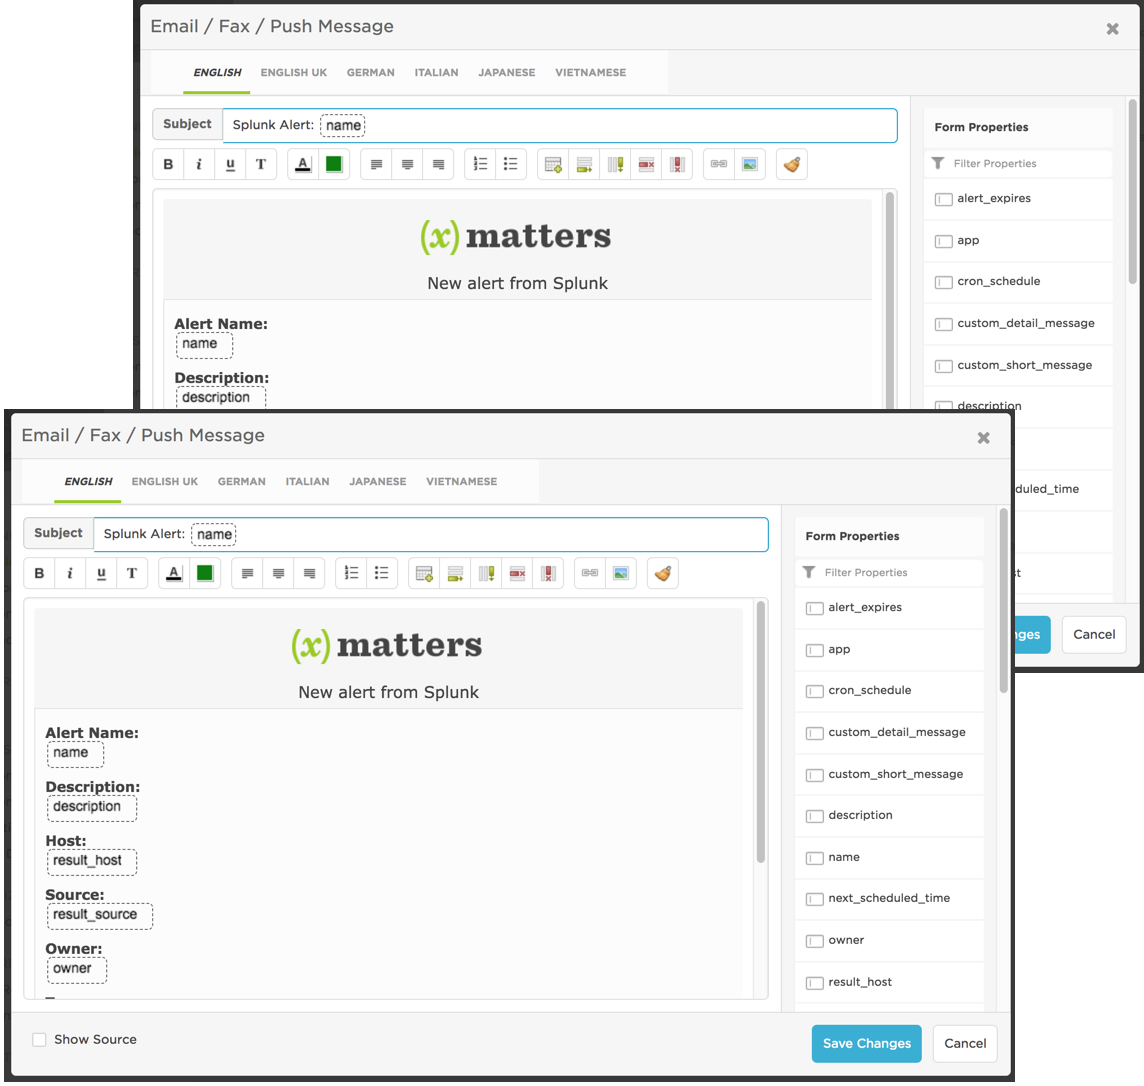 Email / Fax / Push Message
ENGLISH ENGLISH UK GERMAN ITALIAN JAPANESE VIETNAMESE
Subject Splunk Alert: name
B i u T A
(x) matters
New alert from Splunk
Alert Name:
name
Description:
description
Form Properties
Filter Properties
alert_expires
app
cron_schedule
custom_detail_message
custom_short_message
description
duled_time
st
nges Cancel
Email / Fax / Push Message
ENGLISH ENGLISH UK GERMAN ITALIAN JAPANESE VIETNAMESE
Subject Splunk Alert: name
B i u T A
(x) matters
New alert from Splunk
Alert Name:
name
Description:
description
Host:
result_host
Source:
result_source
Owner:
owner
Form Properties
Filter Properties
alert_expires
app
cron_schedule
custom_detail_message
custom_short_message
description
name
next_scheduled_time
owner
result_host
Show Source
Save Changes Cancel